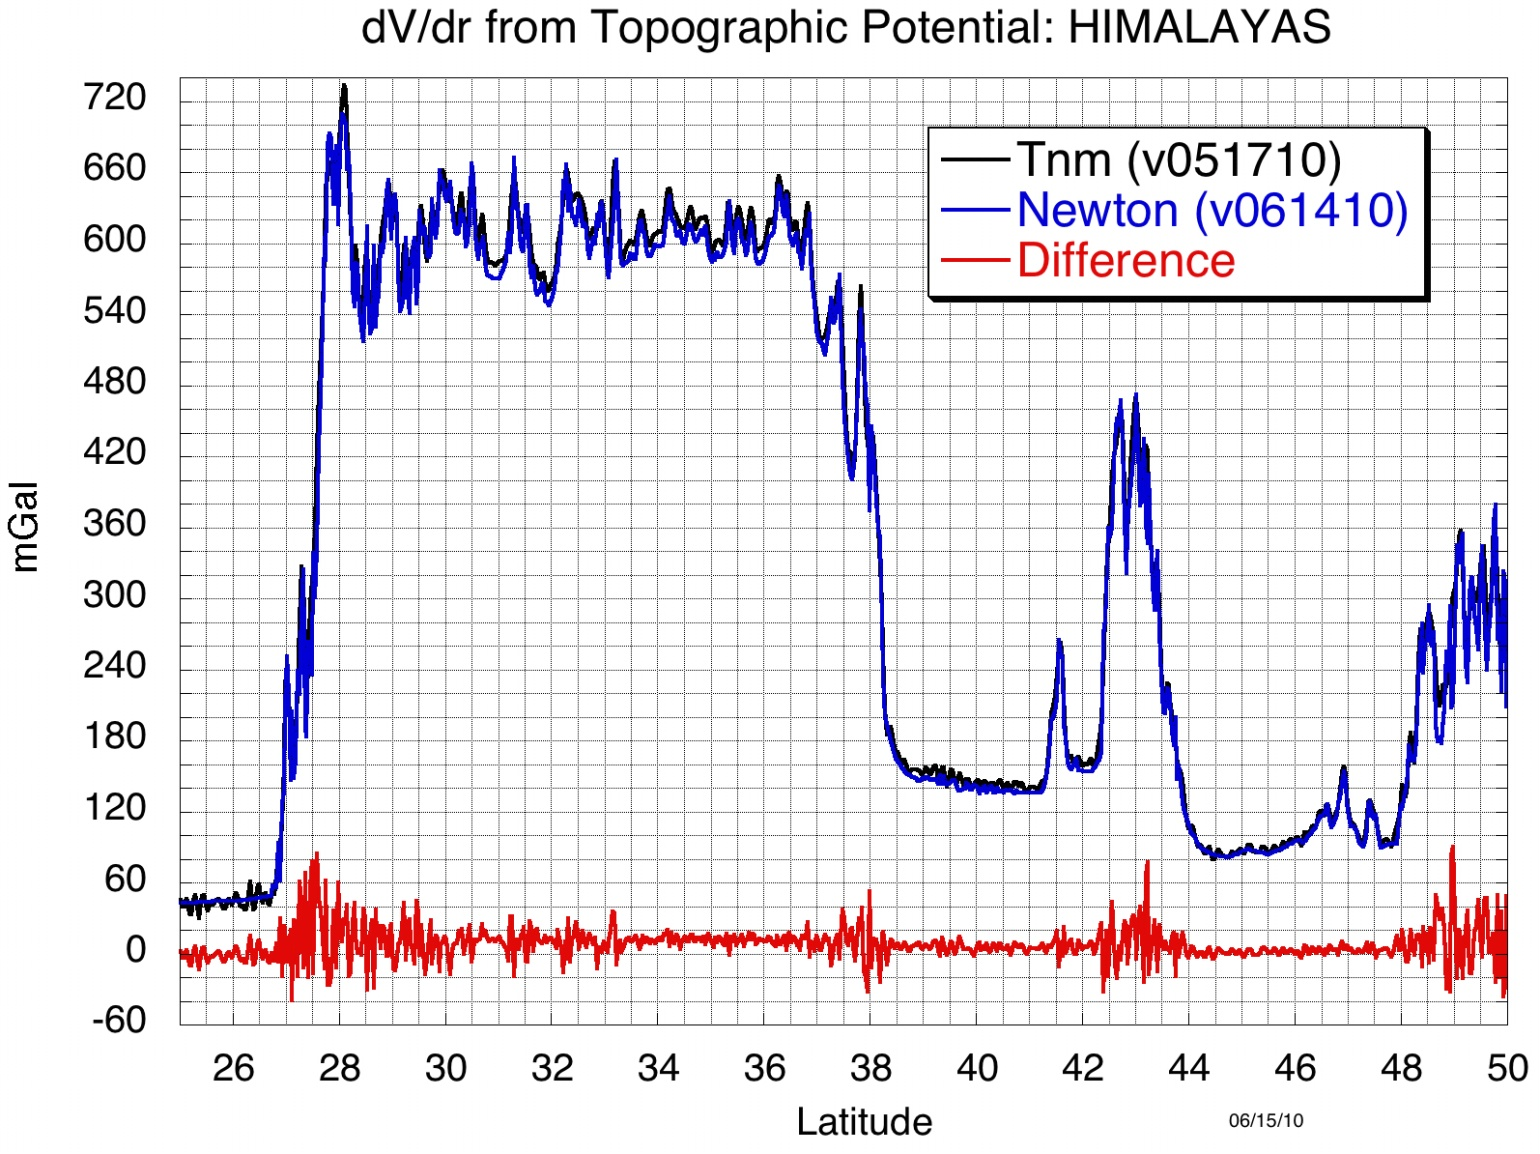 dV/dr from Topographic Potential: HIMALAYAS
720
660
600
540
480
420
360
300
240
180
120
60
0
-60
mGal
Tnm (v051710)
Newton (v061410)
Difference
26 28 30 32 34 36 38 40 42 44 46 48 50
Latitude
06/15/10